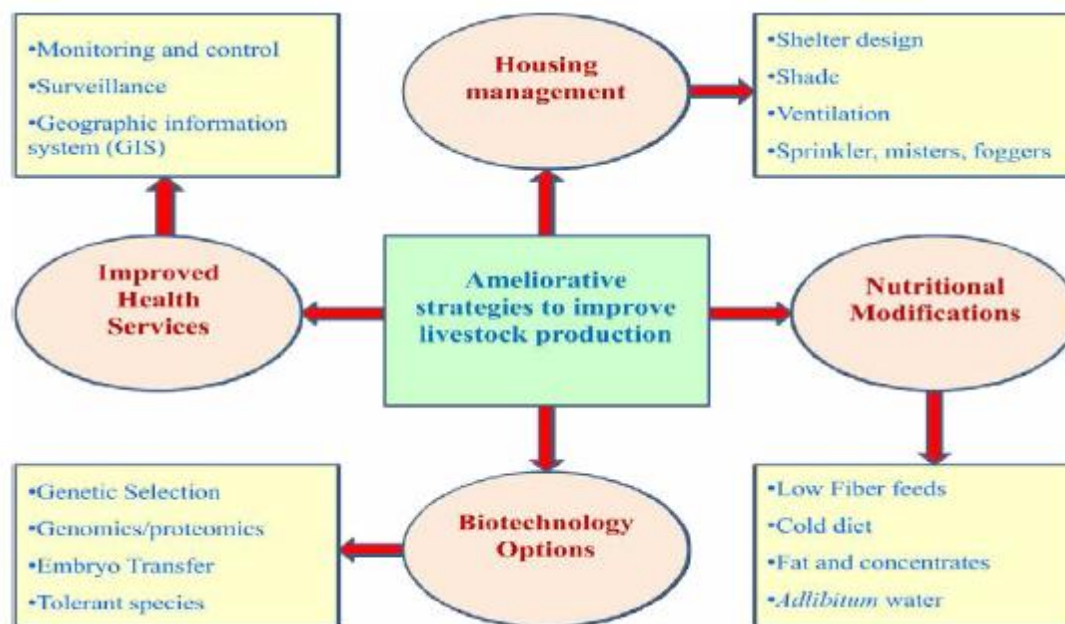 •Monitoring and control
•Surveillance
•Geographic information
system (GIS)
Housing
management
•Shelter design
•Shade
•Ventilation
•Sprinkler, misters, foggers
Improved
Health
Services
Ameliorative
strategies to improve
livestock production
Nutritional
Modifications
•Genetic Selection
•Genomics/proteomics
•Embryo Transfer
•Tolerant species
Biotechnology
Options
•Low Fiber feeds
•Cold diet
•Fat and concentrates
•Adlibitum water